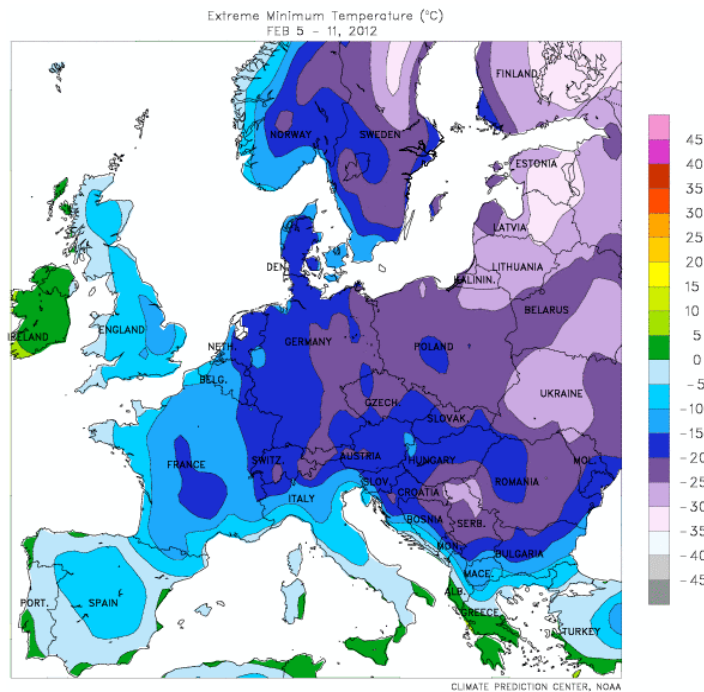 Extreme Minimum Temperature (°C)
FEB 5 - 11, 2012
FINLAND
NORWAY
SWEDEN
ESTONIA
LATVIA
LITHUANIA
KALININ.
DEN.
BELARUS
IRELAND
ENGLAND
NETH.
GERMANY
POLAND
BELG.
UKRAINE
CZECH.
SLOVAK.
FRANCE
SWITZ.
AUSTRIA
HUNGARY
MOL.
SLOV.
ROMANIA
ITALY
CROATIA
BOSNIA
SERB.
MON.
BULGARIA
MACE.
ALB.
PORT.
SPAIN
GREECE
TURKEY
45
40
35
30
25
20
15
10
5
0
-5
-10
-15
-20
-25
-30
-35
-40
-45
CLIMATE PREDICTION CENTER, NOAA